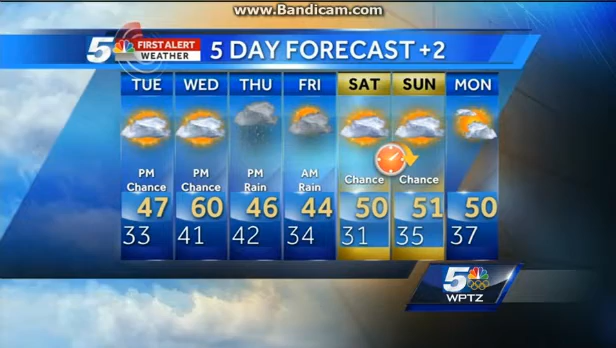 www.Bandicam.com
5 FIRST ALERT WEATHER
5 DAY FORECAST +2
TUE WED THU FRI SAT SUN MON
PM Chance PM Chance PM Rain AM Rain Chance Chance
47 60 46 44 50 51 50
33 41 42 34 31 35 37
5
WPTZ